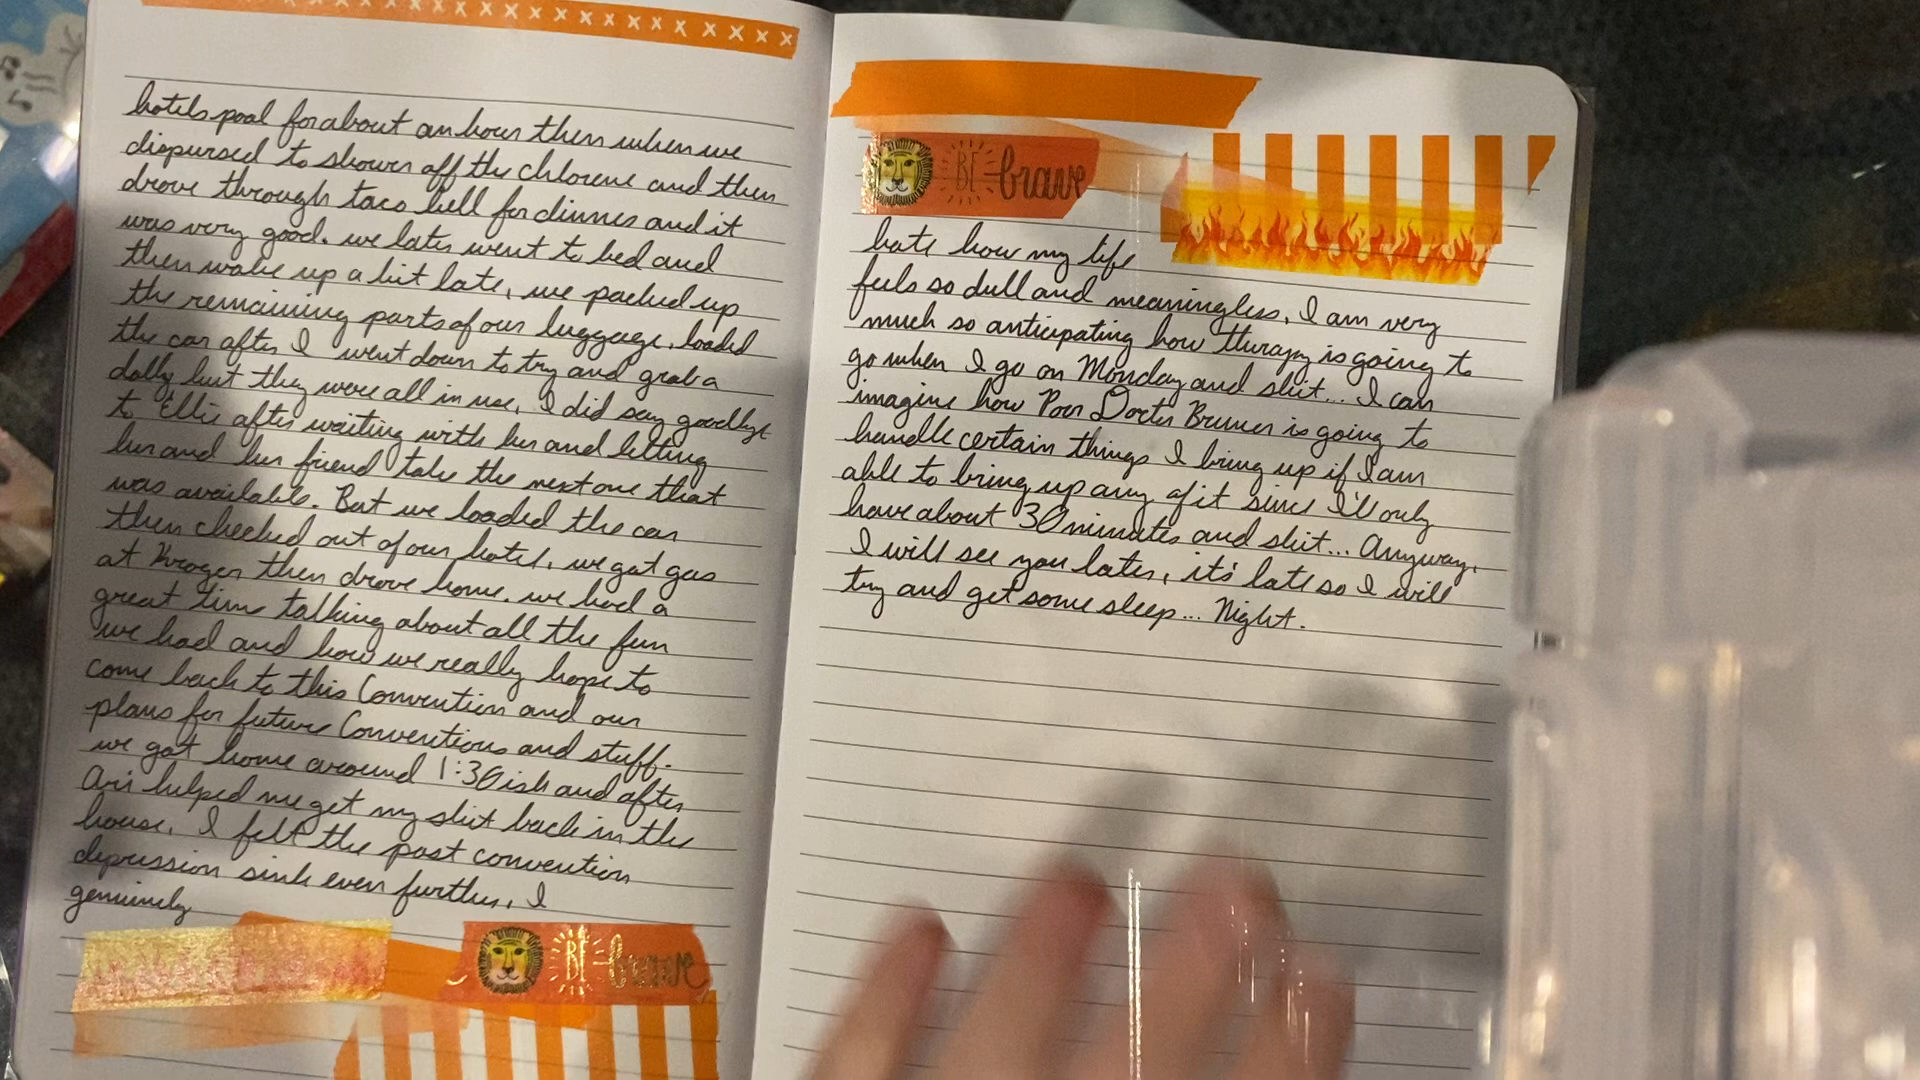 hotels pool for about an hour then when we
dispursed to shower off the chlorene and then
drove through taco bell for dinner and it
was very good. we later went to bed and
then woke up a bit late, we packed up
the remaining parts of our luggage, loaded
the car after I went down to try and grab a
dolly but they were all in use, I did say goodbye
to Ellie after waiting with her and letting
her and her friend take the next one that
was available. But we loaded the car
then checked out of our hotel, we got gas
at Kroger then drove home. we had a
great time talking about all the fun
we had and how we really hope to
come back to this Convention and our
plans for future Conventions and stuff.
we got home around 1:30ish and after
Ari helped me get my shit back in the
house, I felt the post convention
depression sink even further, I
genuinely
BE brave
BE brave
hate how my life
feels so dull and meaningless, I am very
much so anticipating how therapy is going to
go when I go on Monday and shit... I can
imagine how Poor Doctor Bruner is going to
handle certain things I bring up if I am
able to bring up any of it since I'll only
have about 30 minutes and shit... Anyway,
I will see you later, it's late so I will
try and get some sleep... Night.